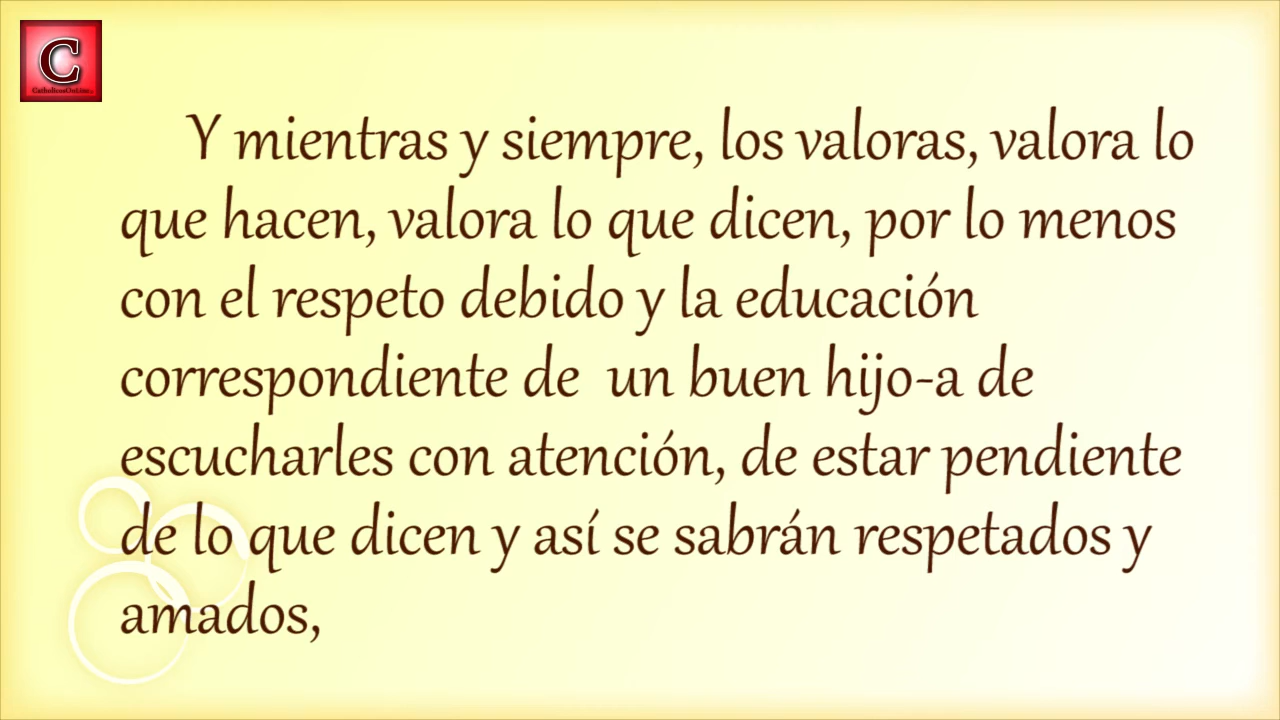 C
CatholicosOnLine
Y mientras y siempre, los valoras, valora lo
que hacen, valora lo que dicen, por lo menos
con el respeto debido y la educación
correspondiente de  un buen hijo-a de
escucharles con atención, de estar pendiente
de lo que dicen y así se sabrán respetados y
amados,